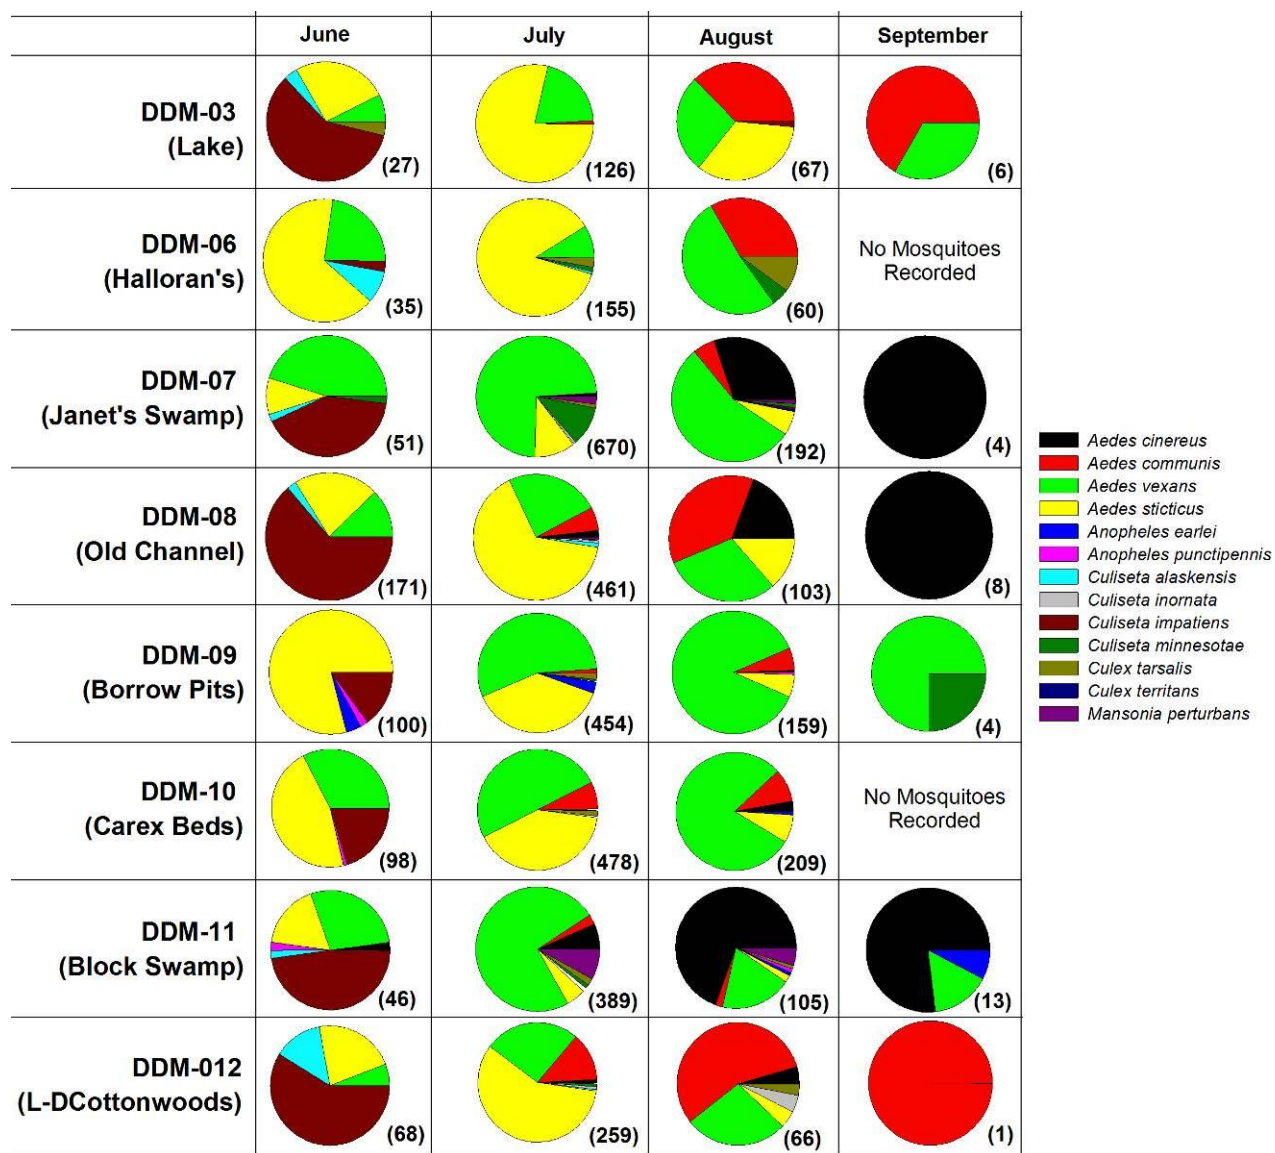 June July August September
DDM-03
(Lake)
(27) (126) (67) (6)
DDM-06
(Halloran's)
No Mosquitoes
Recorded
(35) (155) (60)
DDM-07
(Janet's Swamp)
(51) (670) (192) (4)
DDM-08
(Old Channel)
(171) (461) (103) (8)
DDM-09
(Borrow Pits)
(100) (454) (159) (4)
DDM-10
(Carex Beds)
No Mosquitoes
Recorded
(98) (478) (209)
DDM-11
(Block Swamp)
(46) (389) (105) (13)
DDM-012
(L-DCottonwoods)
(68) (259) (66) (1)
Aedes cinereus
Aedes communis
Aedes vexans
Aedes sticticus
Anopheles earlei
Anopheles punctipennis
Culiseta alaskensis
Culiseta inornata
Culiseta impatiens
Culiseta minnesotae
Culex tarsalis
Culex territans
Mansonia perturbans